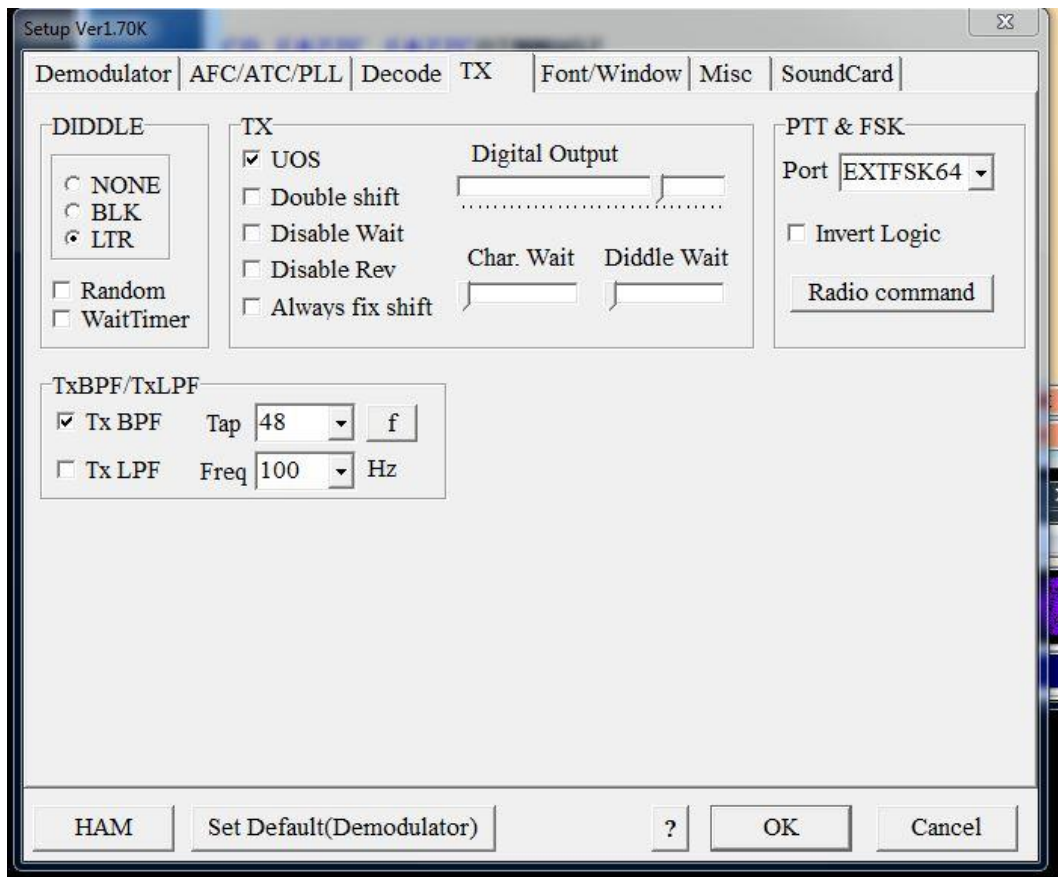 Setup Ver1.70K
Demodulator AFC/ATC/PLL Decode TX Font/Window Misc SoundCard
DIDDLE
NONE
BLK
LTR
Random
WaitTimer
TX
UOS
Double shift
Disable Wait
Disable Rev
Always fix shift
Digital Output
Char. Wait Diddle Wait
PTT & FSK
Port EXTFSK64
Invert Logic
Radio command
TxBPF/TxLPF
Tx BPF Tap 48 f
Tx LPF Freq 100 Hz
HAM Set Default(Demodulator) ? OK Cancel